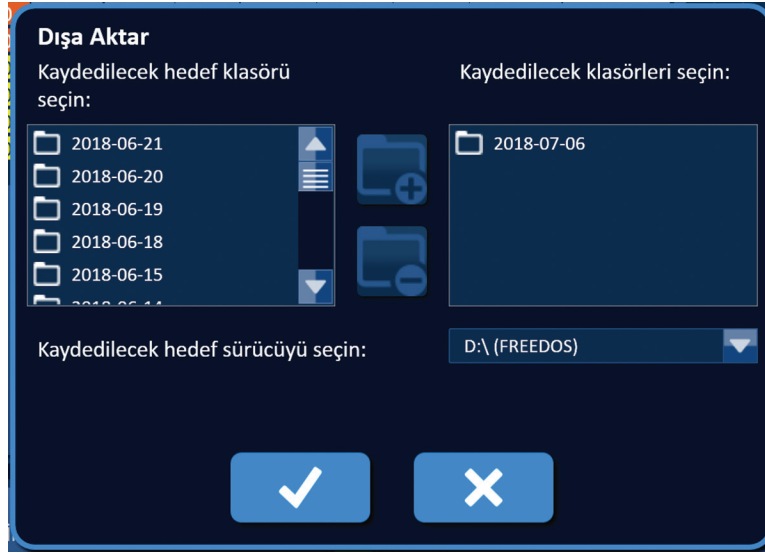 Dışa Aktar
Kaydedilecek hedef klasörü
seçin:
Kaydedilecek klasörleri seçin:
2018-06-21
2018-06-20
2018-06-19
2018-06-18
2018-06-15
2018-07-06
Kaydedilecek hedef sürücüyü seçin:
D:\ (FREEDOS)